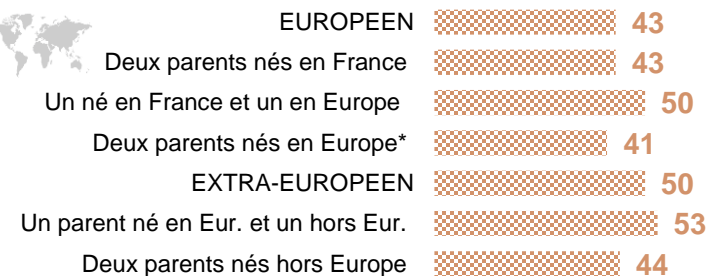 EUROPEEN 43
Deux parents nés en France 43
Un né en France et un en Europe 50
Deux parents nés en Europe* 41
EXTRA-EUROPEEN 50
Un parent né en Eur. et un hors Eur. 53
Deux parents nés hors Europe 44